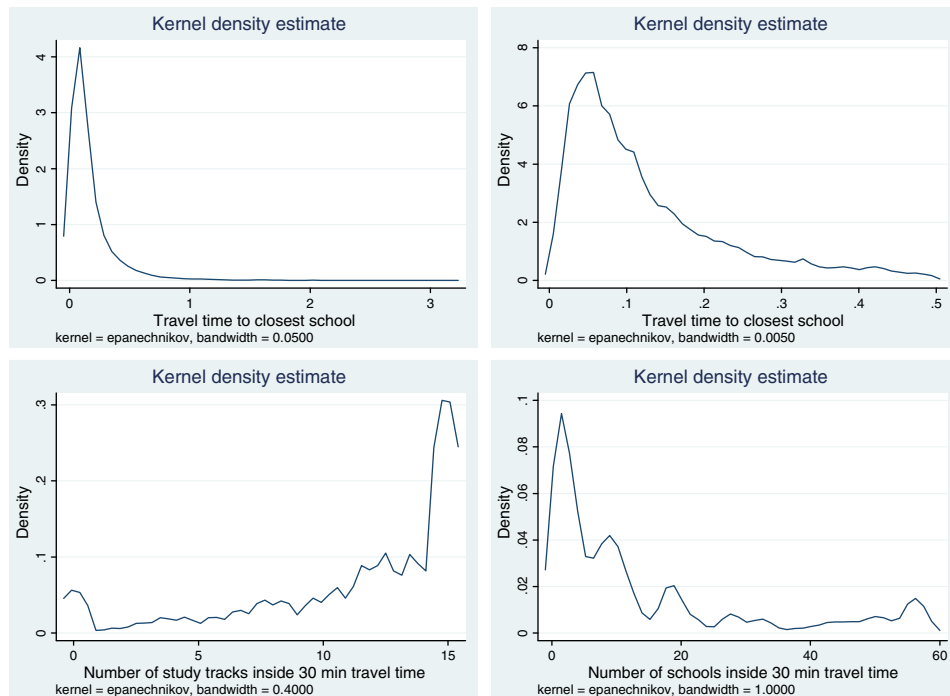 Kernel density estimate
4
3
2
1
0
Density
0 1 2 3
Travel time to closest school
kernel = epanechnikov, bandwidth = 0.0500
Kernel density estimate
8
6
4
2
0
Density
0 .1 .2 .3 .4 .5
Travel time to closest school
kernel = epanechnikov, bandwidth = 0.0050
Kernel density estimate
.3
.2
.1
0
Density
0 5 10 15
Number of study tracks inside 30 min travel time
kernel = epanechnikov, bandwidth = 0.4000
Kernel density estimate
.1
.08
.06
.04
.02
0
Density
0 20 40 60
Number of schools inside 30 min travel time
kernel = epanechnikov, bandwidth = 1.0000